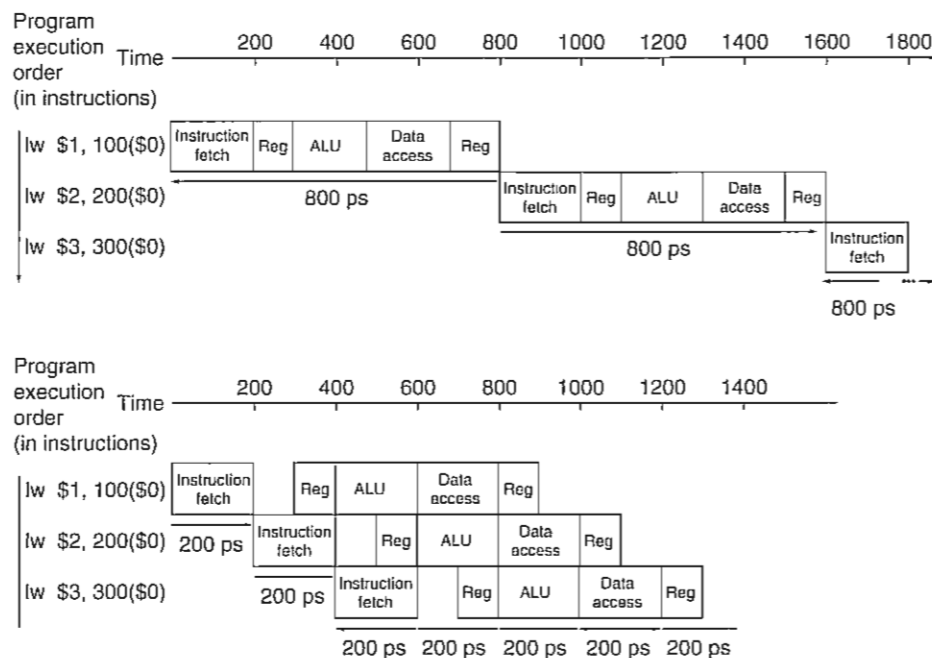 Program
execution
order
(in instructions)
Time
200 400 600 800 1000 1200 1400 1600 1800
lw $1, 100($0)
Instruction
fetch
Reg
ALU
Data
access
Reg
lw $2, 200($0)
800 ps
Instruction
fetch
Reg
ALU
Data
access
Reg
lw $3, 300($0)
800 ps
Instruction
fetch
800 ps
Program
execution
order
(in instructions)
Time
200 400 600 800 1000 1200 1400
lw $1, 100($0)
Instruction
fetch
Reg
ALU
Data
access
Reg
lw $2, 200($0)
200 ps
Instruction
fetch
Reg
ALU
Data
access
Reg
lw $3, 300($0)
200 ps
Instruction
fetch
Reg
ALU
Data
access
Reg
200 ps 200 ps 200 ps 200 ps 200 ps